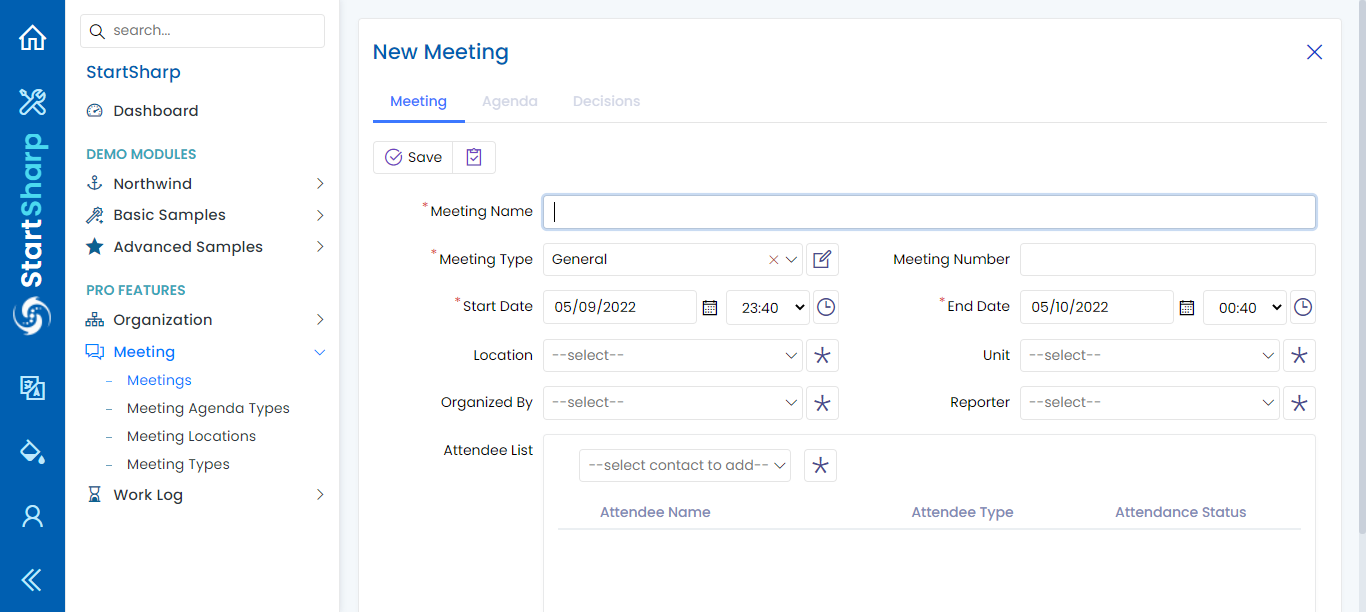 StartSharp
search...
StartSharp
Dashboard
DEMO MODULES
Northwind
Basic Samples
Advanced Samples
PRO FEATURES
Organization
Meeting
– Meetings
– Meeting Agenda Types
– Meeting Locations
– Meeting Types
Work Log
New Meeting
Meeting Agenda Decisions
Save
*Meeting Name
*Meeting Type General Meeting Number
*Start Date 05/09/2022 23:40 *End Date 05/10/2022 00:40
Location --select-- Unit --select--
Organized By --select-- Reporter --select--
Attendee List
--select contact to add--
Attendee Name Attendee Type Attendance Status